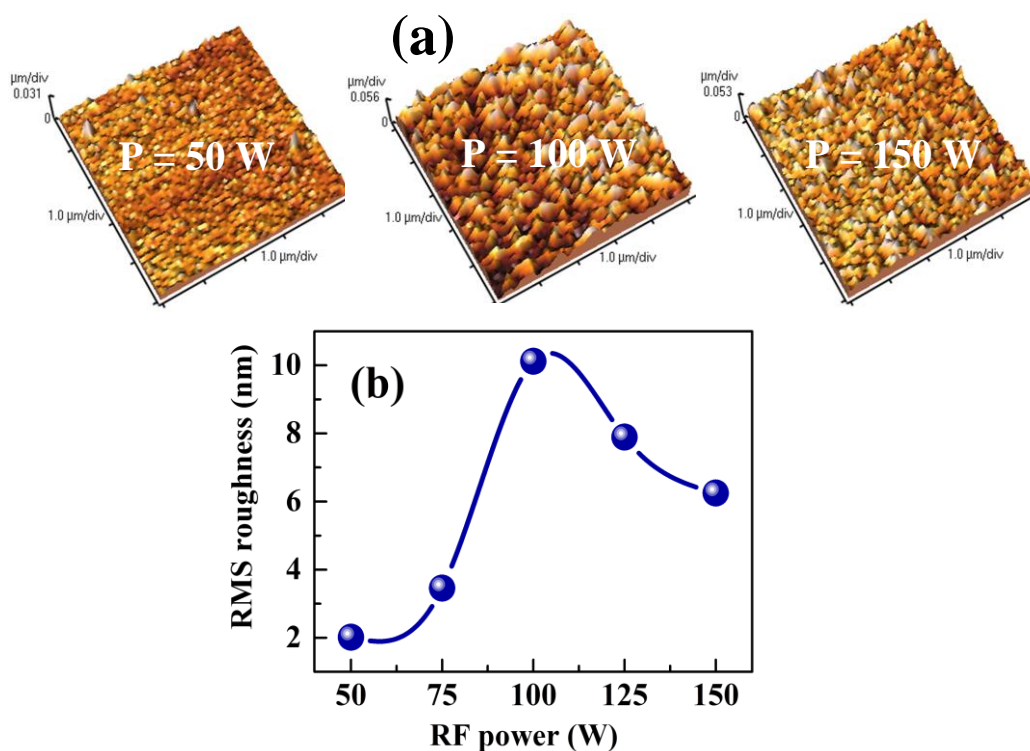 (a)
µm/div
0.031
0
P = 50 W
1.0 µm/div
1.0 µm/div
µm/div
0.056
0
P = 100 W
1.0 µm/div
1.0 µm/div
µm/div
0.053
0
P = 150 W
1.0 µm/div
1.0 µm/div
(b)
RMS roughness (nm)
10
8
6
4
2
50 75 100 125 150
RF power (W)